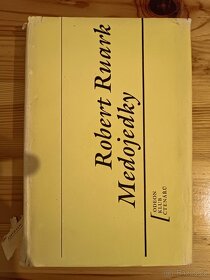 Robert Ruark
Medojedky
ODEON
KLUB
ČTENÁŘŮ